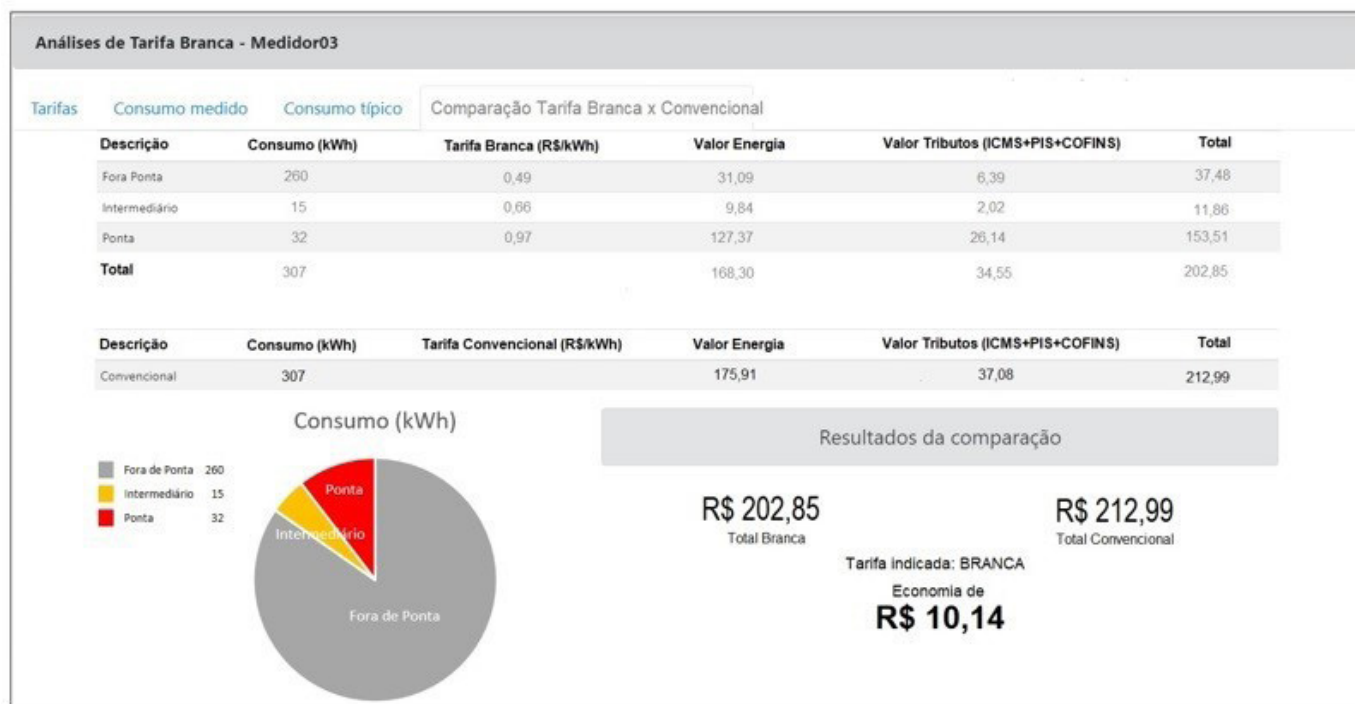 Análises de Tarifa Branca - Medidor03
Tarifas Consumo medido Consumo típico Comparação Tarifa Branca x Convencional
Descrição Consumo (kWh) Tarifa Branca (R$/kWh) Valor Energia Valor Tributos (ICMS+PIS+COFINS) Total
Fora Ponta 260 0,49 31,09 6,39 37,48
Intermediário 15 0,66 9,84 2,02 11,86
Ponta 32 0,97 127,37 26,14 153,51
Total 307 168,30 34,55 202,85
Descrição Consumo (kWh) Tarifa Convencional (R$/kWh) Valor Energia Valor Tributos (ICMS+PIS+COFINS) Total
Convencional 307 175,91 37,08 212,99
Consumo (kWh)
Fora de Ponta 260
Intermediário 15
Ponta 32
Ponta
Intermediário
Fora de Ponta
Resultados da comparação
R$ 202,85 R$ 212,99
Total Branca Total Convencional
Tarifa indicada: BRANCA
Economia de
R$ 10,14